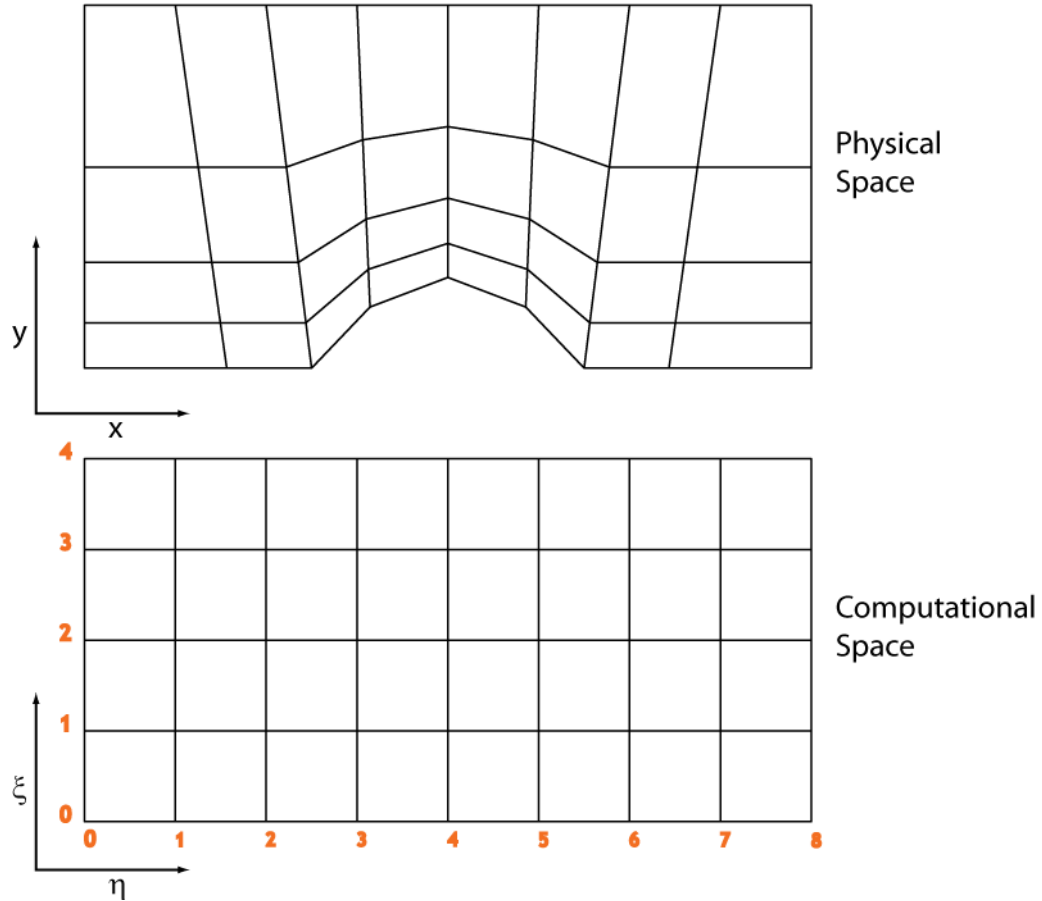 Physical
Space
y
x
4
3
2
1
0
0 1 2 3 4 5 6 7 8
Computational
Space
ξ
η